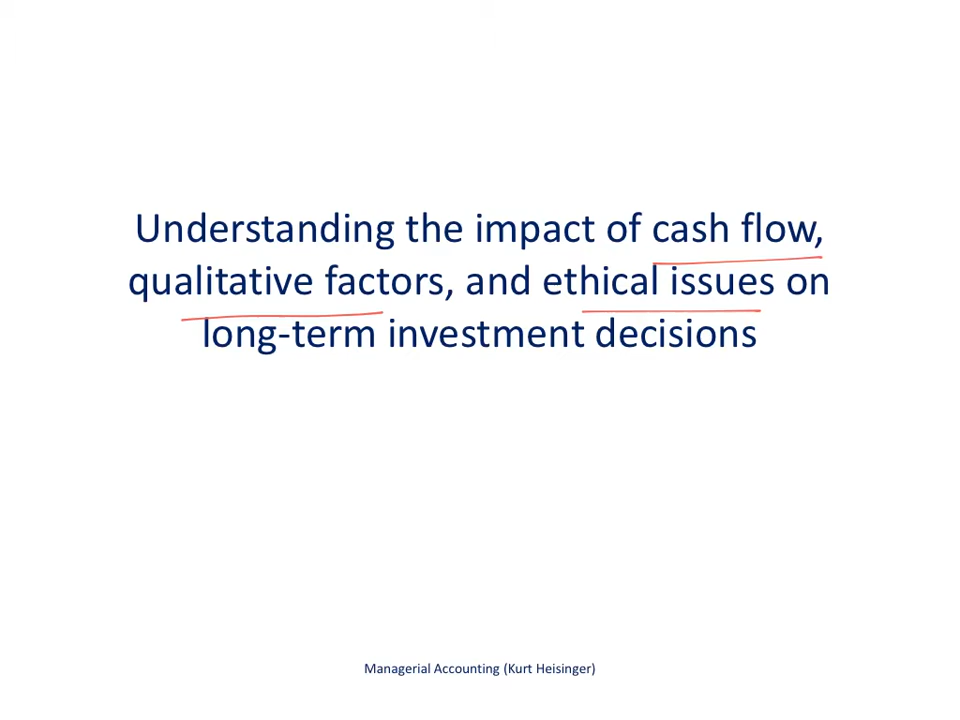 Understanding the impact of cash flow,
qualitative factors, and ethical issues on
long-term investment decisions
Managerial Accounting (Kurt Heisinger)